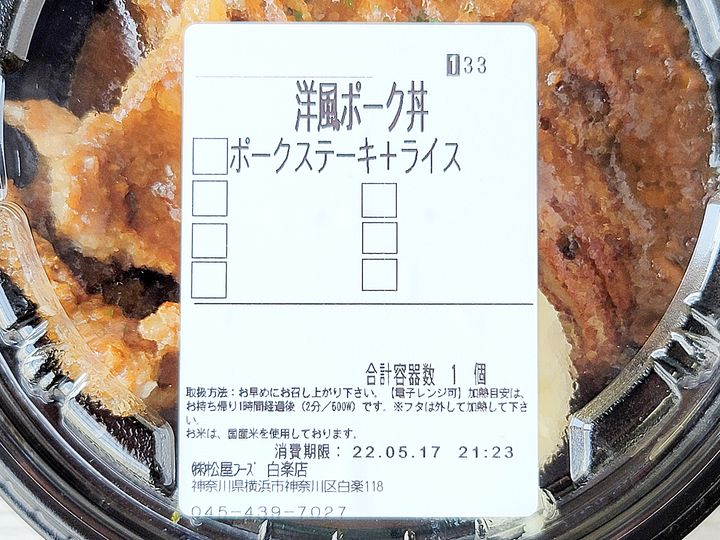 133
洋風ポーク丼
ポークステーキ+ライス
合計容器数 1 個
取扱方法：お早めにお召し上がり下さい。【電子レンジ可】加熱目安は、
お持ち帰り1時間経過後（2分／500W）です。※フタは外して加熱して下さ
い。
お米は、国産米を使用しております。
消費期限： 22.05.17 21:23
㈱松屋フーズ 白楽店
神奈川県横浜市神奈川区白楽118
045-439-7027